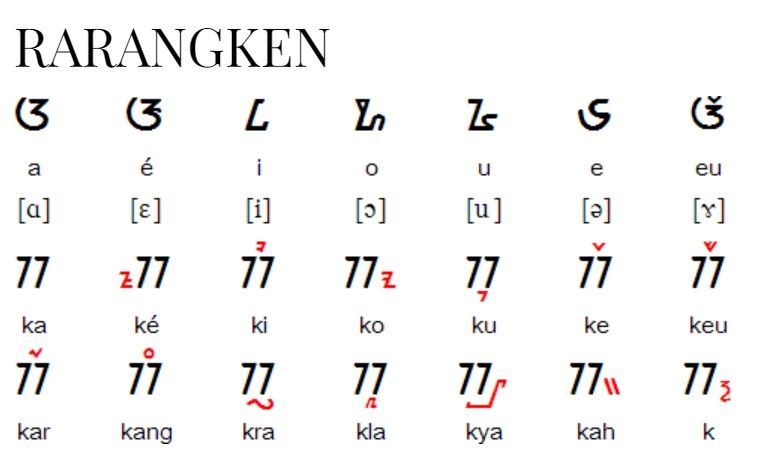 RARANGKEN
ᮃ ᮆ ᮄ ᮇ ᮅ ᮈ ᮉ
a é i o u e eu
[ɑ] [ɛ] [i] [ɔ] [u] [ə] [ɤ]
ᮊ ᮊᮦ ᮊᮤ ᮊᮧ ᮊᮥ ᮊᮨ ᮊᮩ
ka ké ki ko ku ke keu
ᮊᮁ ᮊᮀ ᮊᮢ ᮊᮣ ᮊᮡ ᮊᮂ ᮊ᮪
kar kang kra kla kya kah k